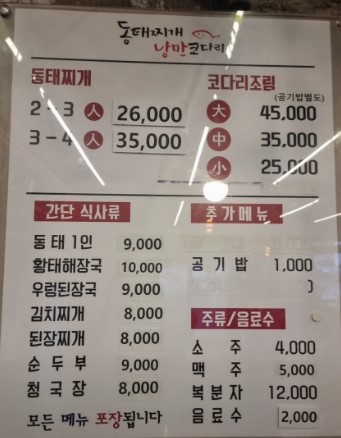 동태찌개
낭만코다리
동태찌개
2-3 人 26,000
3-4 人 35,000
코다리조림
(공기밥별도)
大 45,000
中 35,000
小 25,000
간단 식사류
동태1인 9,000
황태해장국 10,000
우렁된장국 9,000
김치찌개 8,000
된장찌개 8,000
순두부 9,000
청국장 8,000
모든 메뉴 포장됩니다
추가메뉴
공기밥 1,000
주류/음료수
소주 4,000
맥주 5,000
복분자 12,000
음료수 2,000